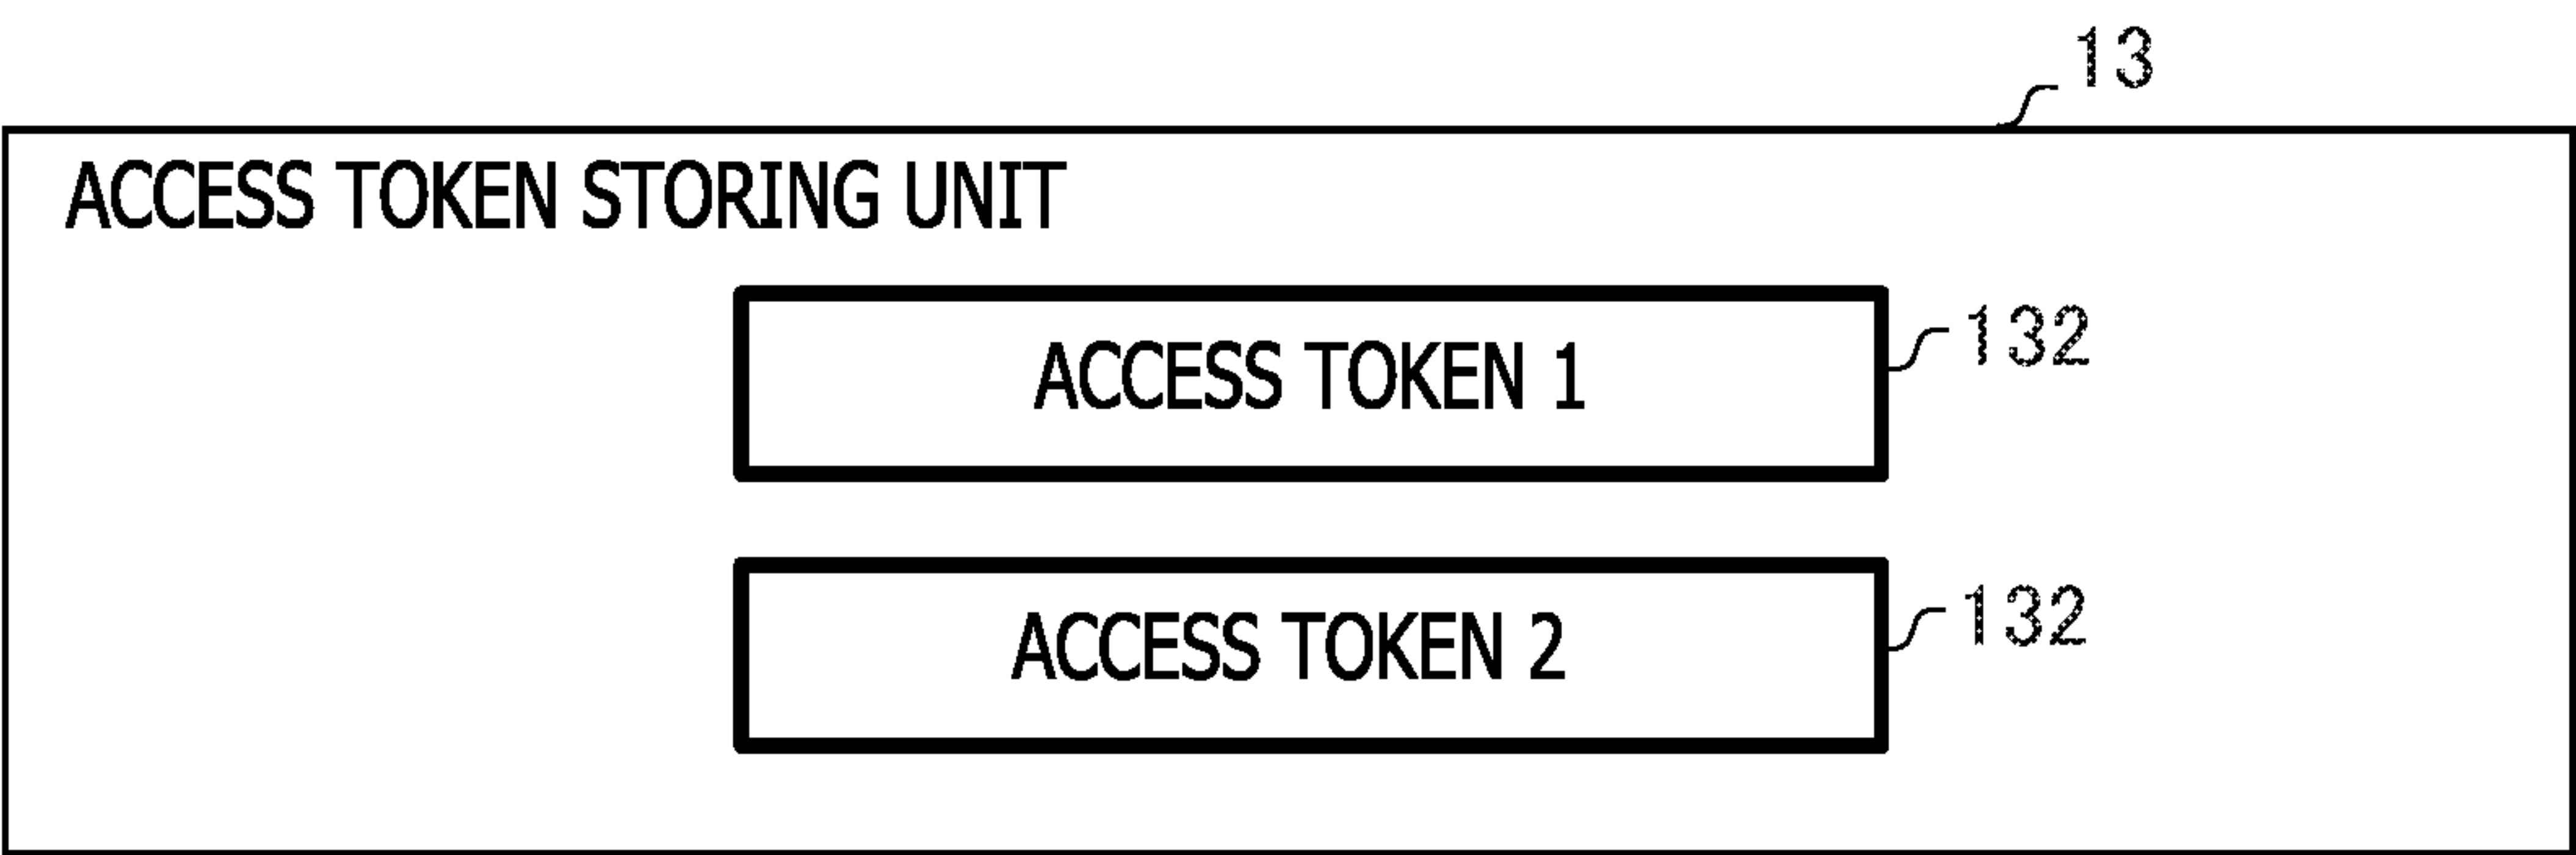 13
ACCESS TOKEN STORING UNIT
ACCESS TOKEN 1
132
ACCESS TOKEN 2
132